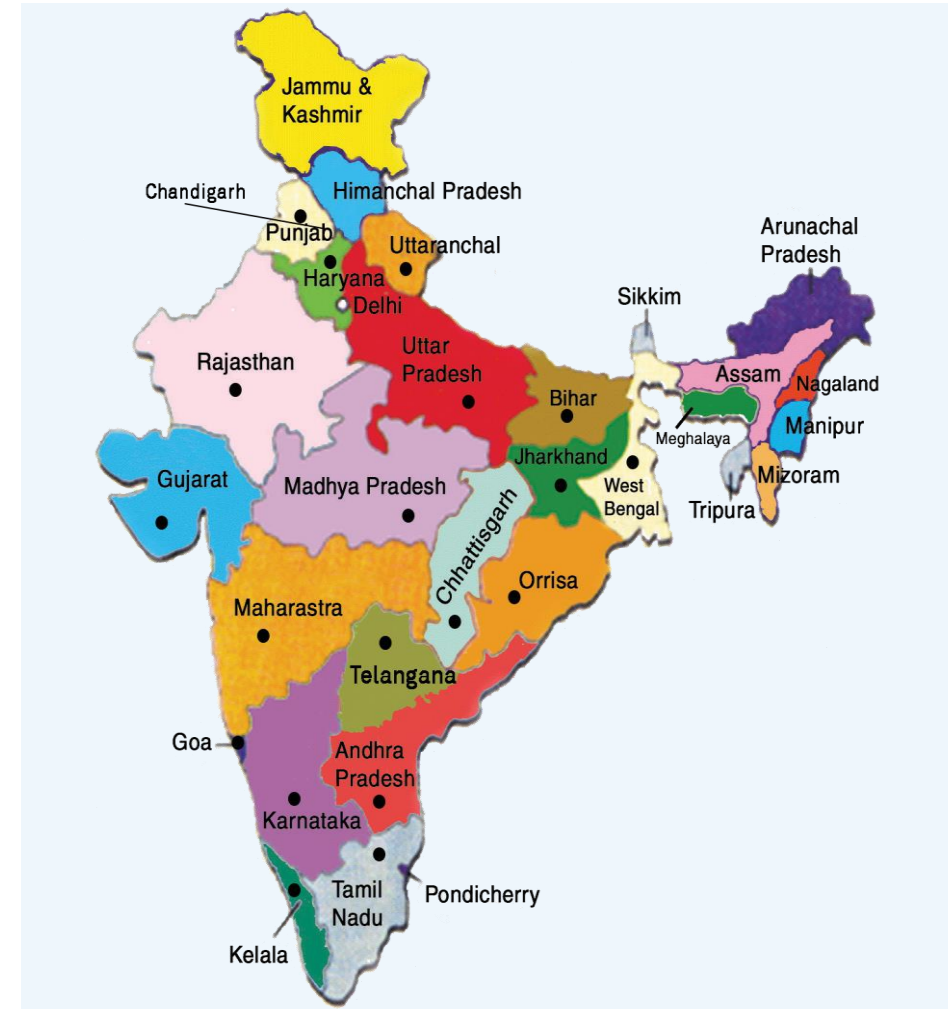 Jammu &
Kashmir
Chandigarh
Himanchal Pradesh
Punjab
Uttaranchal
Haryana
Delhi
Arunachal
Pradesh
Sikkim
Rajasthan
Uttar
Pradesh
Bihar
Assam
Nagaland
Meghalaya
Manipur
Jharkhand
Gujarat
Madhya Pradesh
West
Bengal
Mizoram
Tripura
Chhattisgarh
Orrisa
Maharastra
Telangana
Goa
Andhra
Pradesh
Karnataka
Tamil
Nadu
Pondicherry
Kelala